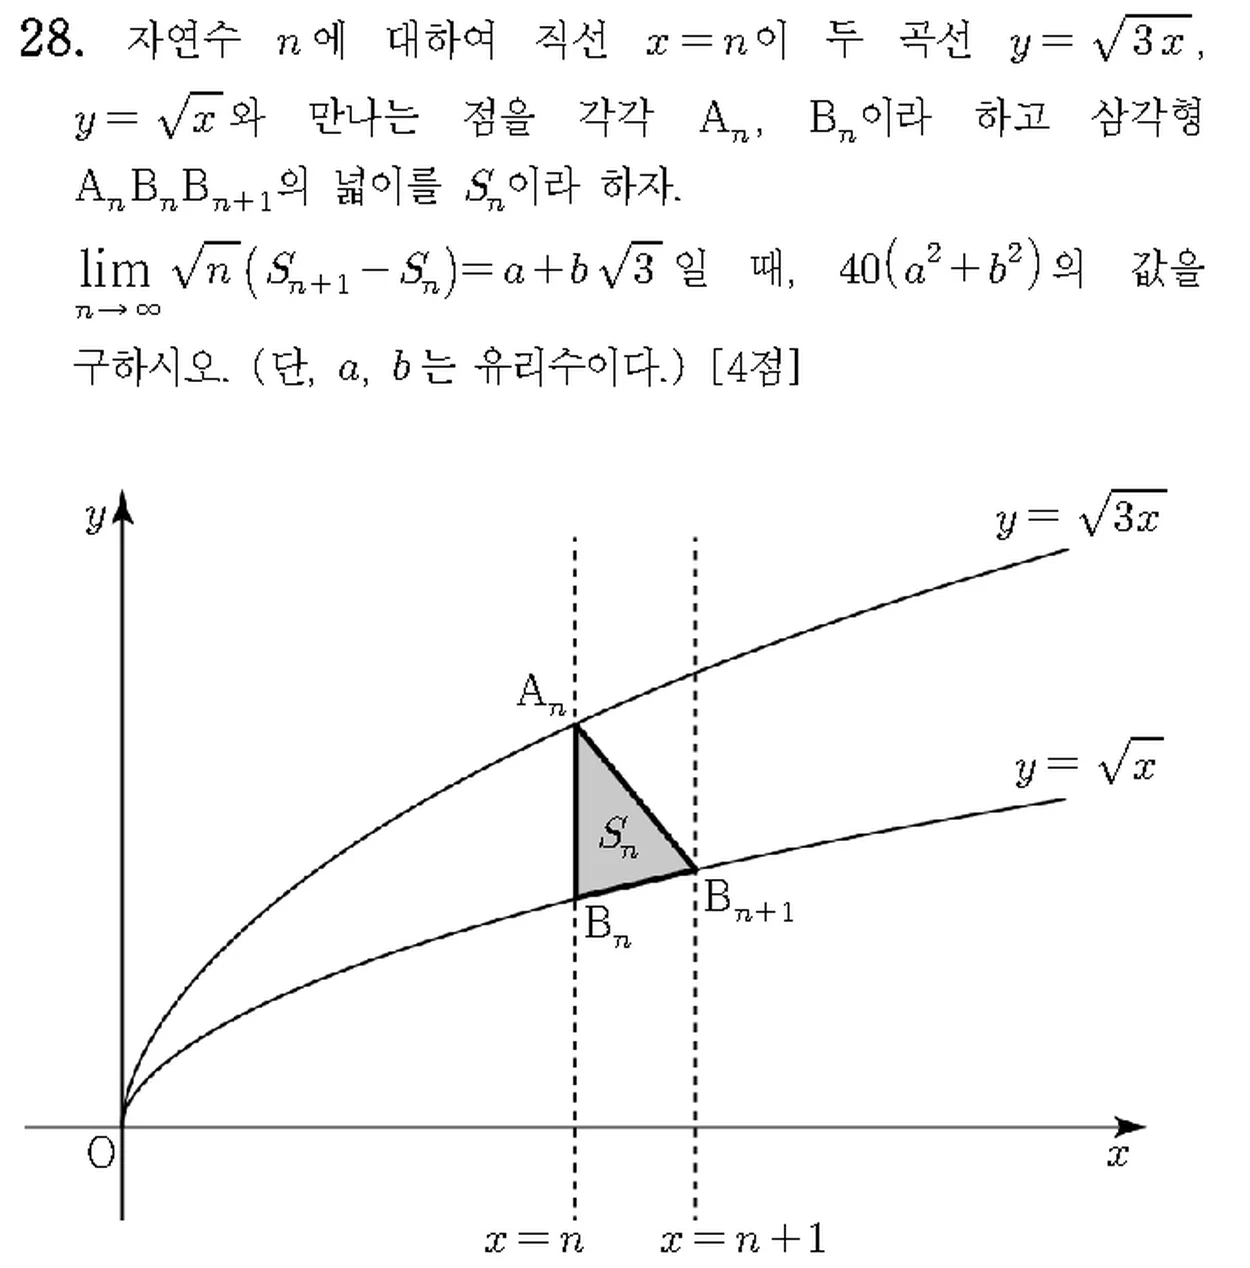 28. 자연수 n에 대하여 직선 x=n이 두 곡선 y=√(3x),
y=√x와 만나는 점을 각각 Aₙ, Bₙ이라 하고 삼각형
AₙBₙBₙ₊₁의 넓이를 Sₙ이라 하자.
lim_{n→∞} √n(Sₙ₊₁−Sₙ)=a+b√3일 때, 40(a²+b²)의 값을
구하시오. (단, a, b는 유리수이다.) [4점]
y
y=√(3x)
Aₙ
y=√x
Sₙ
Bₙ₊₁
Bₙ
O
x
x=n
x=n+1